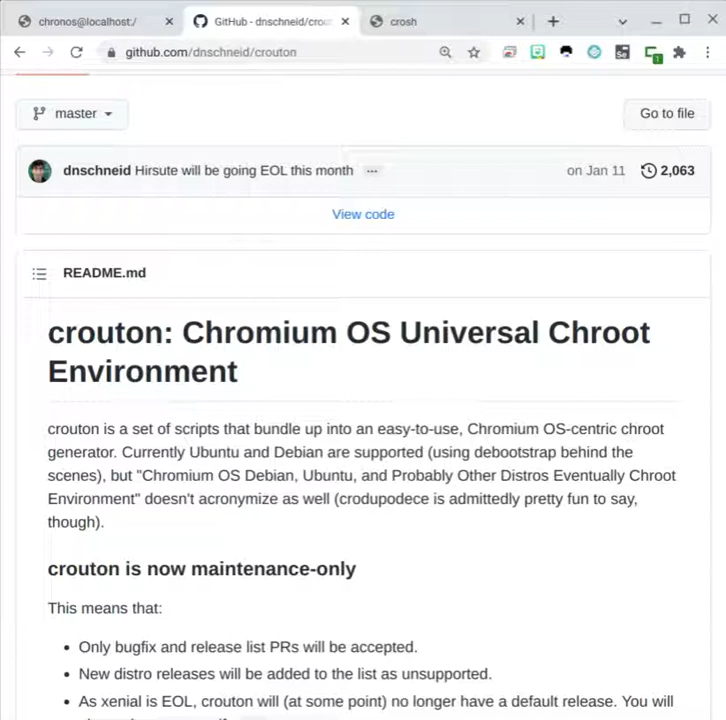 chronos@localhost:/
GitHub - dnschneid/crou
crosh
github.com/dnschneid/crouton
Se
1
master
Go to file
dnschneid Hirsute will be going EOL this month ...
on Jan 11
2,063
View code
README.md
crouton: Chromium OS Universal Chroot
Environment
crouton is a set of scripts that bundle up into an easy-to-use, Chromium OS-centric chroot
generator. Currently Ubuntu and Debian are supported (using debootstrap behind the
scenes), but "Chromium OS Debian, Ubuntu, and Probably Other Distros Eventually Chroot
Environment" doesn't acronymize as well (crodupodece is admittedly pretty fun to say,
though).
crouton is now maintenance-only
This means that:
• Only bugfix and release list PRs will be accepted.
• New distro releases will be added to the list as unsupported.
• As xenial is EOL, crouton will (at some point) no longer have a default release. You will